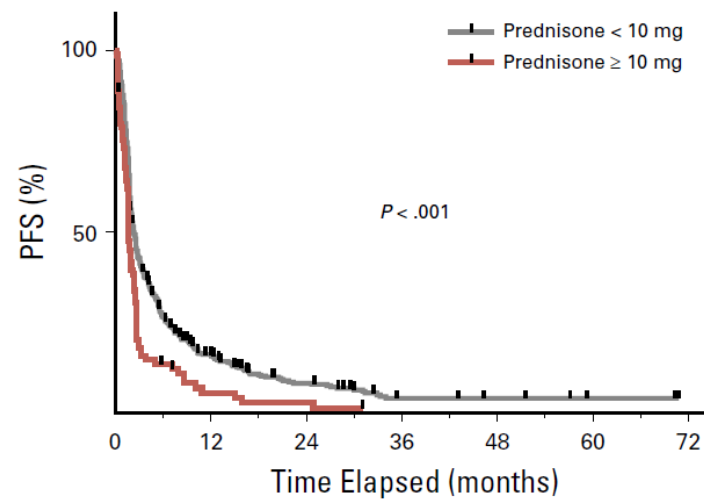 Prednisone < 10 mg
Prednisone ≥ 10 mg
100
50
PFS (%)
P < .001
0 12 24 36 48 60 72
Time Elapsed (months)